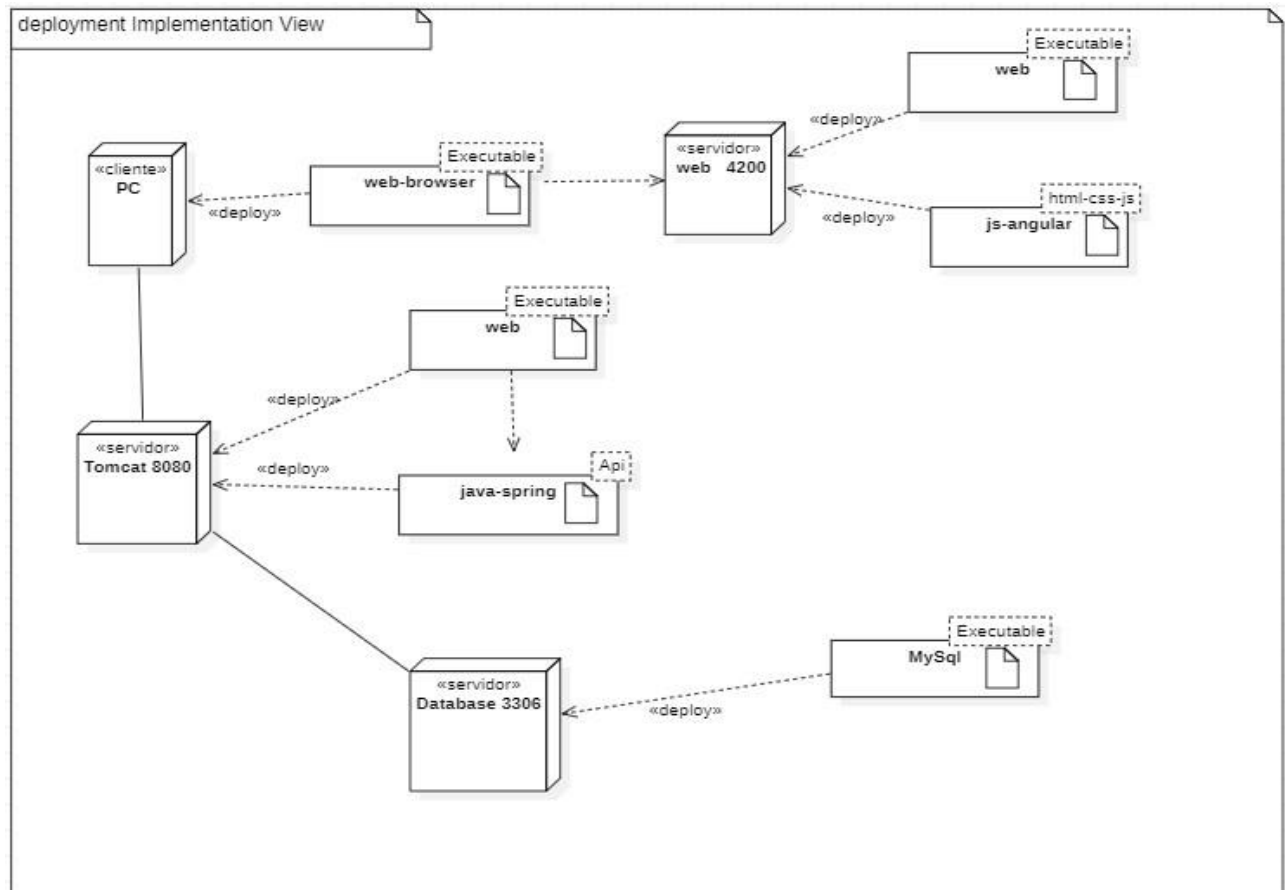 deployment Implementation View
Executable
web
«deploy»
«servidor»
web 4200
Executable
web-browser
«cliente»
PC
«deploy»
html-css-js
js-angular
«deploy»
Executable
web
«deploy»
«servidor»
Tomcat 8080
«deploy»
Api
java-spring
Executable
MySql
«servidor»
Database 3306
«deploy»